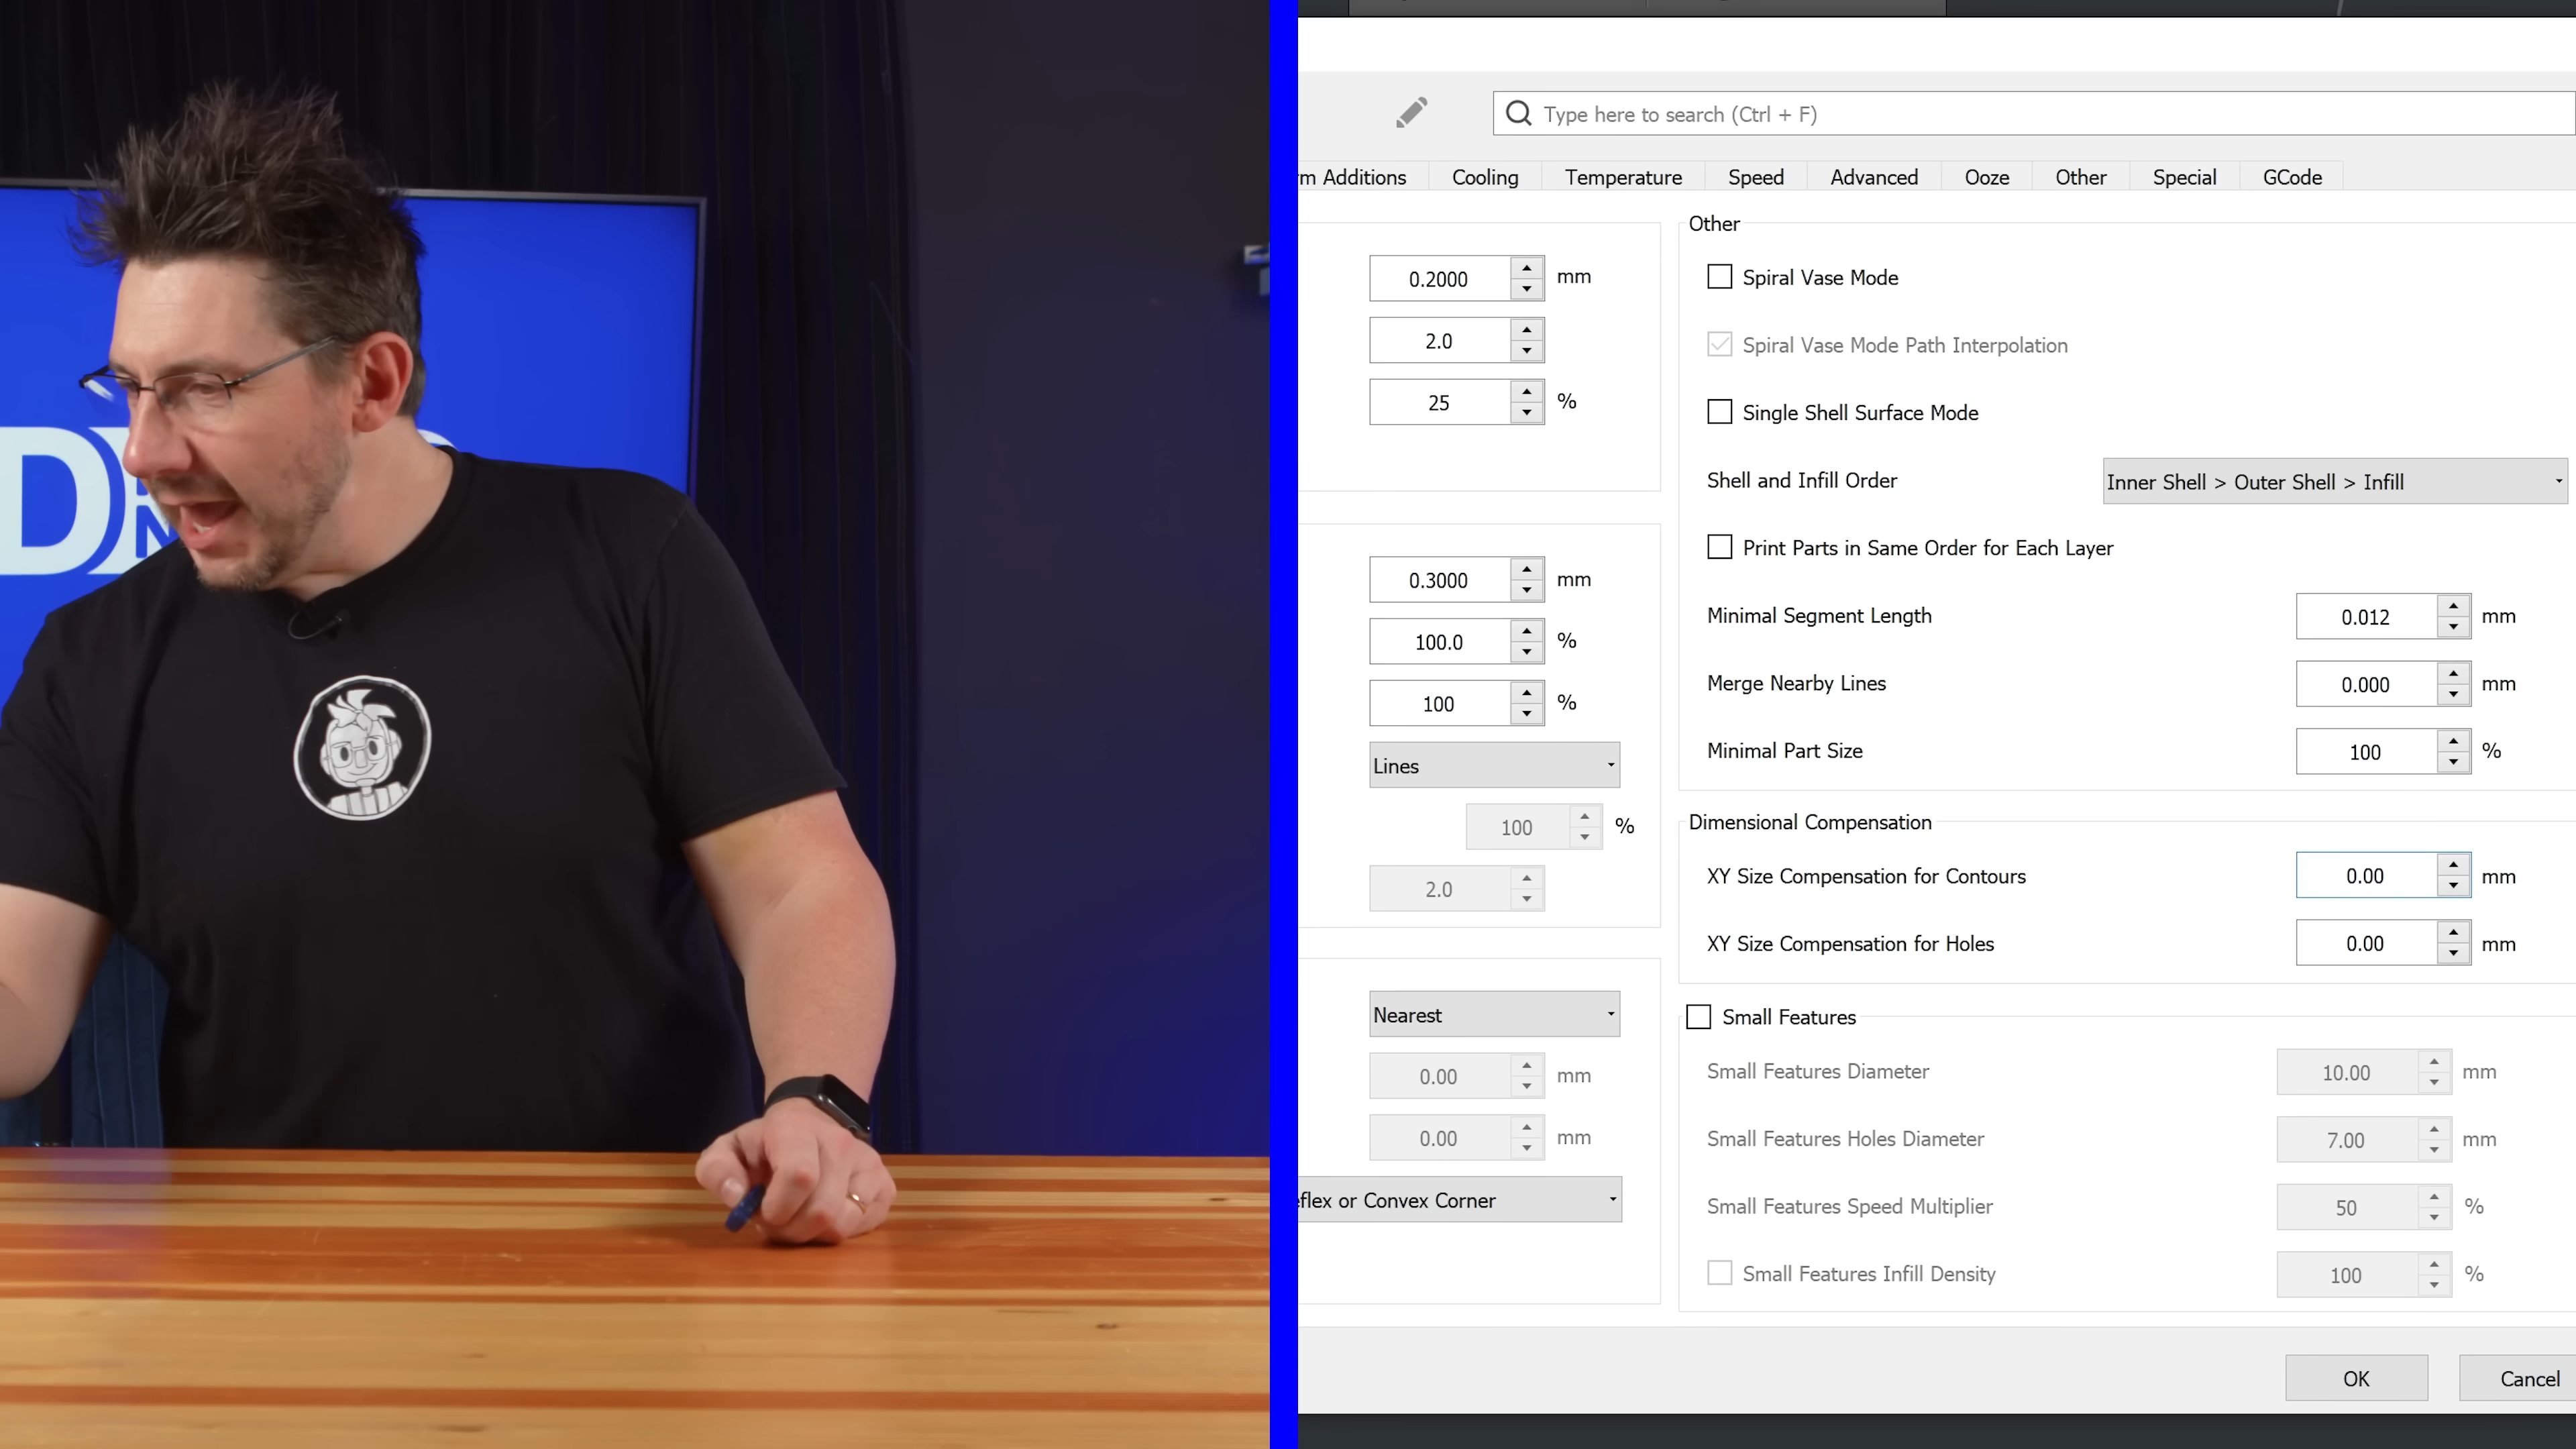 D
Type here to search (Ctrl + F)
m Additions
Cooling
Temperature
Speed
Advanced
Ooze
Other
Special
GCode
0.2000 mm
2.0
25 %
0.3000 mm
100.0 %
100 %
Lines
100 %
2.0
Nearest
0.00 mm
0.00 mm
eflex or Convex Corner
Other
Spiral Vase Mode
Spiral Vase Mode Path Interpolation
Single Shell Surface Mode
Shell and Infill Order Inner Shell > Outer Shell > Infill
Print Parts in Same Order for Each Layer
Minimal Segment Length 0.012 mm
Merge Nearby Lines 0.000 mm
Minimal Part Size 100 %
Dimensional Compensation
XY Size Compensation for Contours 0.00 mm
XY Size Compensation for Holes 0.00 mm
Small Features
Small Features Diameter 10.00 mm
Small Features Holes Diameter 7.00 mm
Small Features Speed Multiplier 50 %
Small Features Infill Density 100 %
OK
Cancel